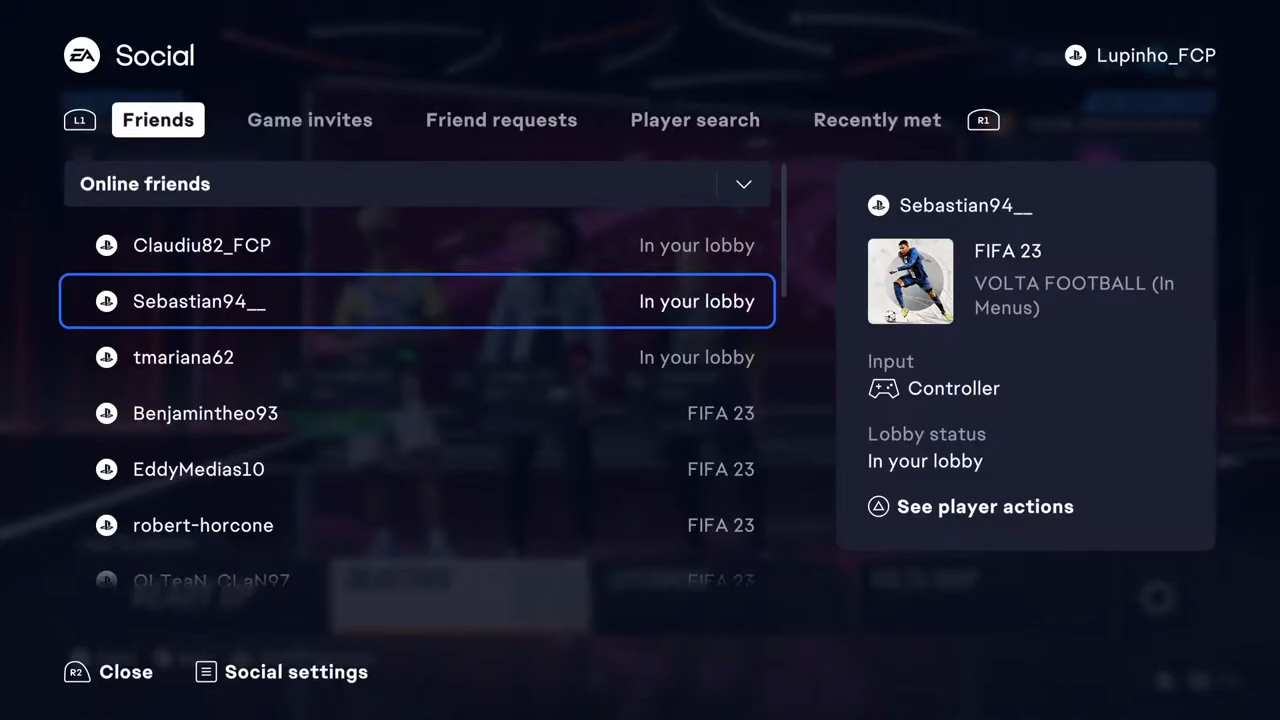 EA Social
Lupinho_FCP
L1 Friends Game invites Friend requests Player search Recently met R1
Online friends
Claudiu82_FCP In your lobby
Sebastian94__ In your lobby
tmariana62 In your lobby
Benjamintheo93 FIFA 23
EddyMedias10 FIFA 23
robert-horcone FIFA 23
FIFA 23
Sebastian94__
FIFA 23
VOLTA FOOTBALL (In
Menus)
Input
Controller
Lobby status
In your lobby
See player actions
R2 Close Social settings